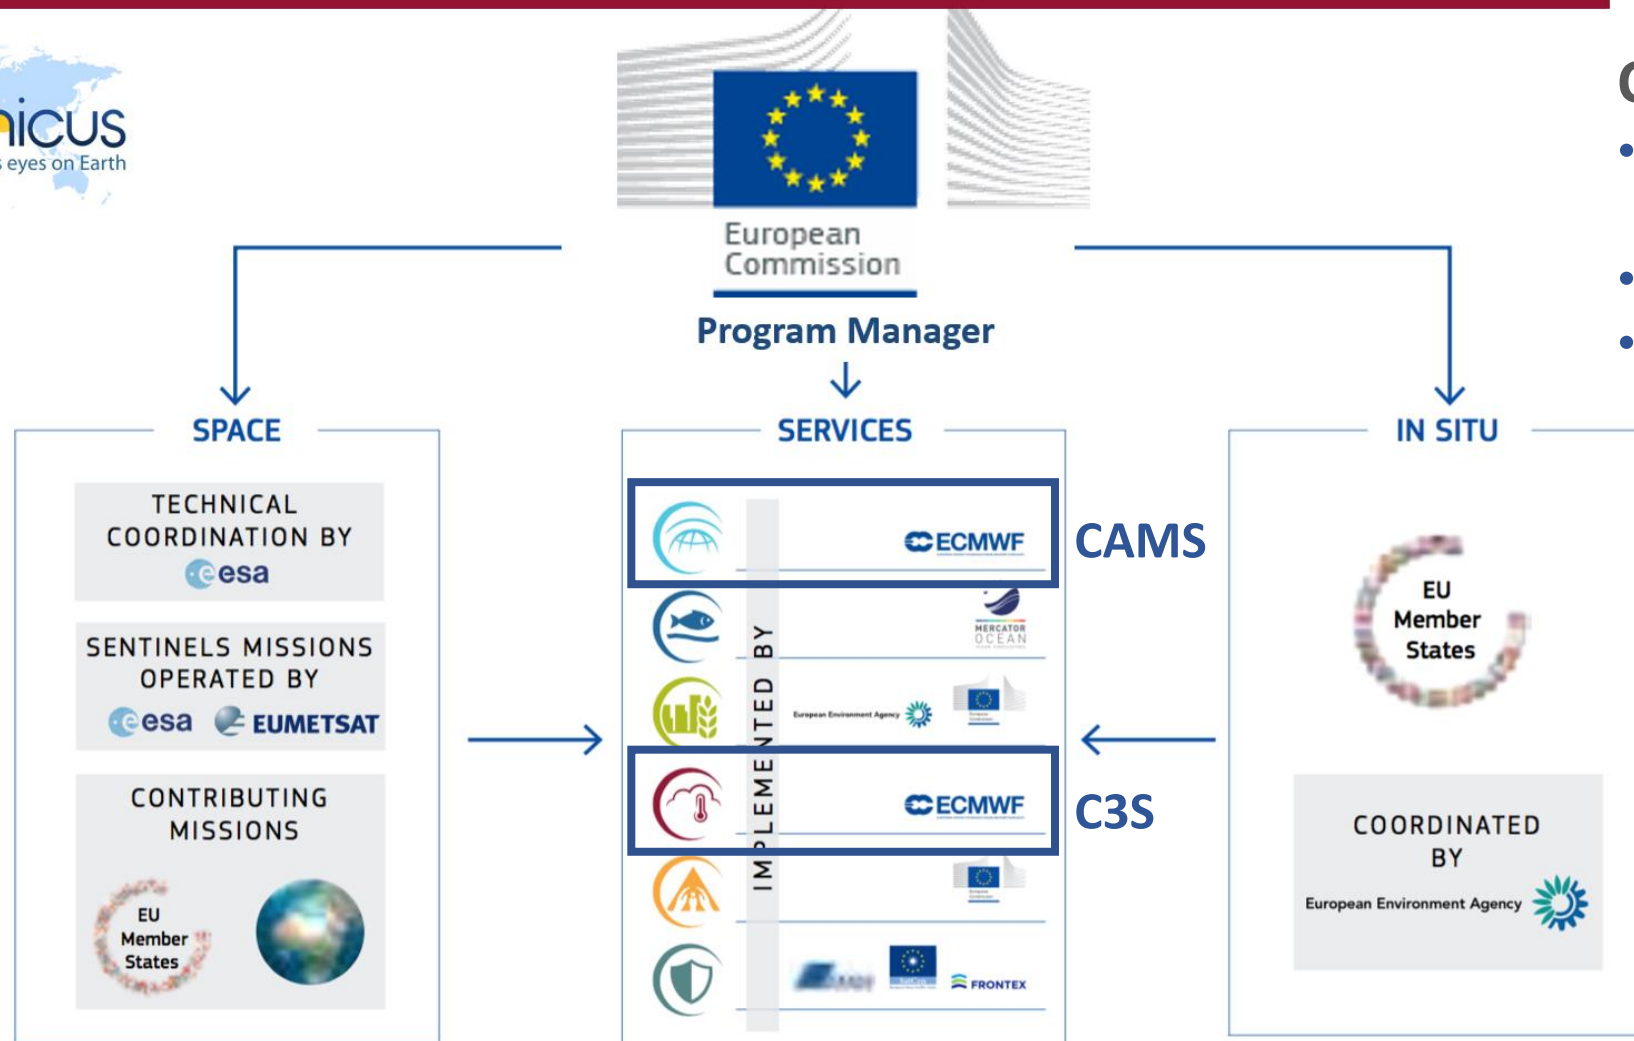 nicus
s eyes on Earth
European
Commission
Program Manager
SPACE
TECHNICAL
COORDINATION BY
esa
SENTINELS MISSIONS
OPERATED BY
esa EUMETSAT
CONTRIBUTING
MISSIONS
EU
Member
States
SERVICES
IMPLEMENTED BY
ECMWF
CAMS
MERCATOR
OCEAN
European Environment Agency
ECMWF
C3S
FRONTEX
IN SITU
EU
Member
States
COORDINATED
BY
European Environment Agency